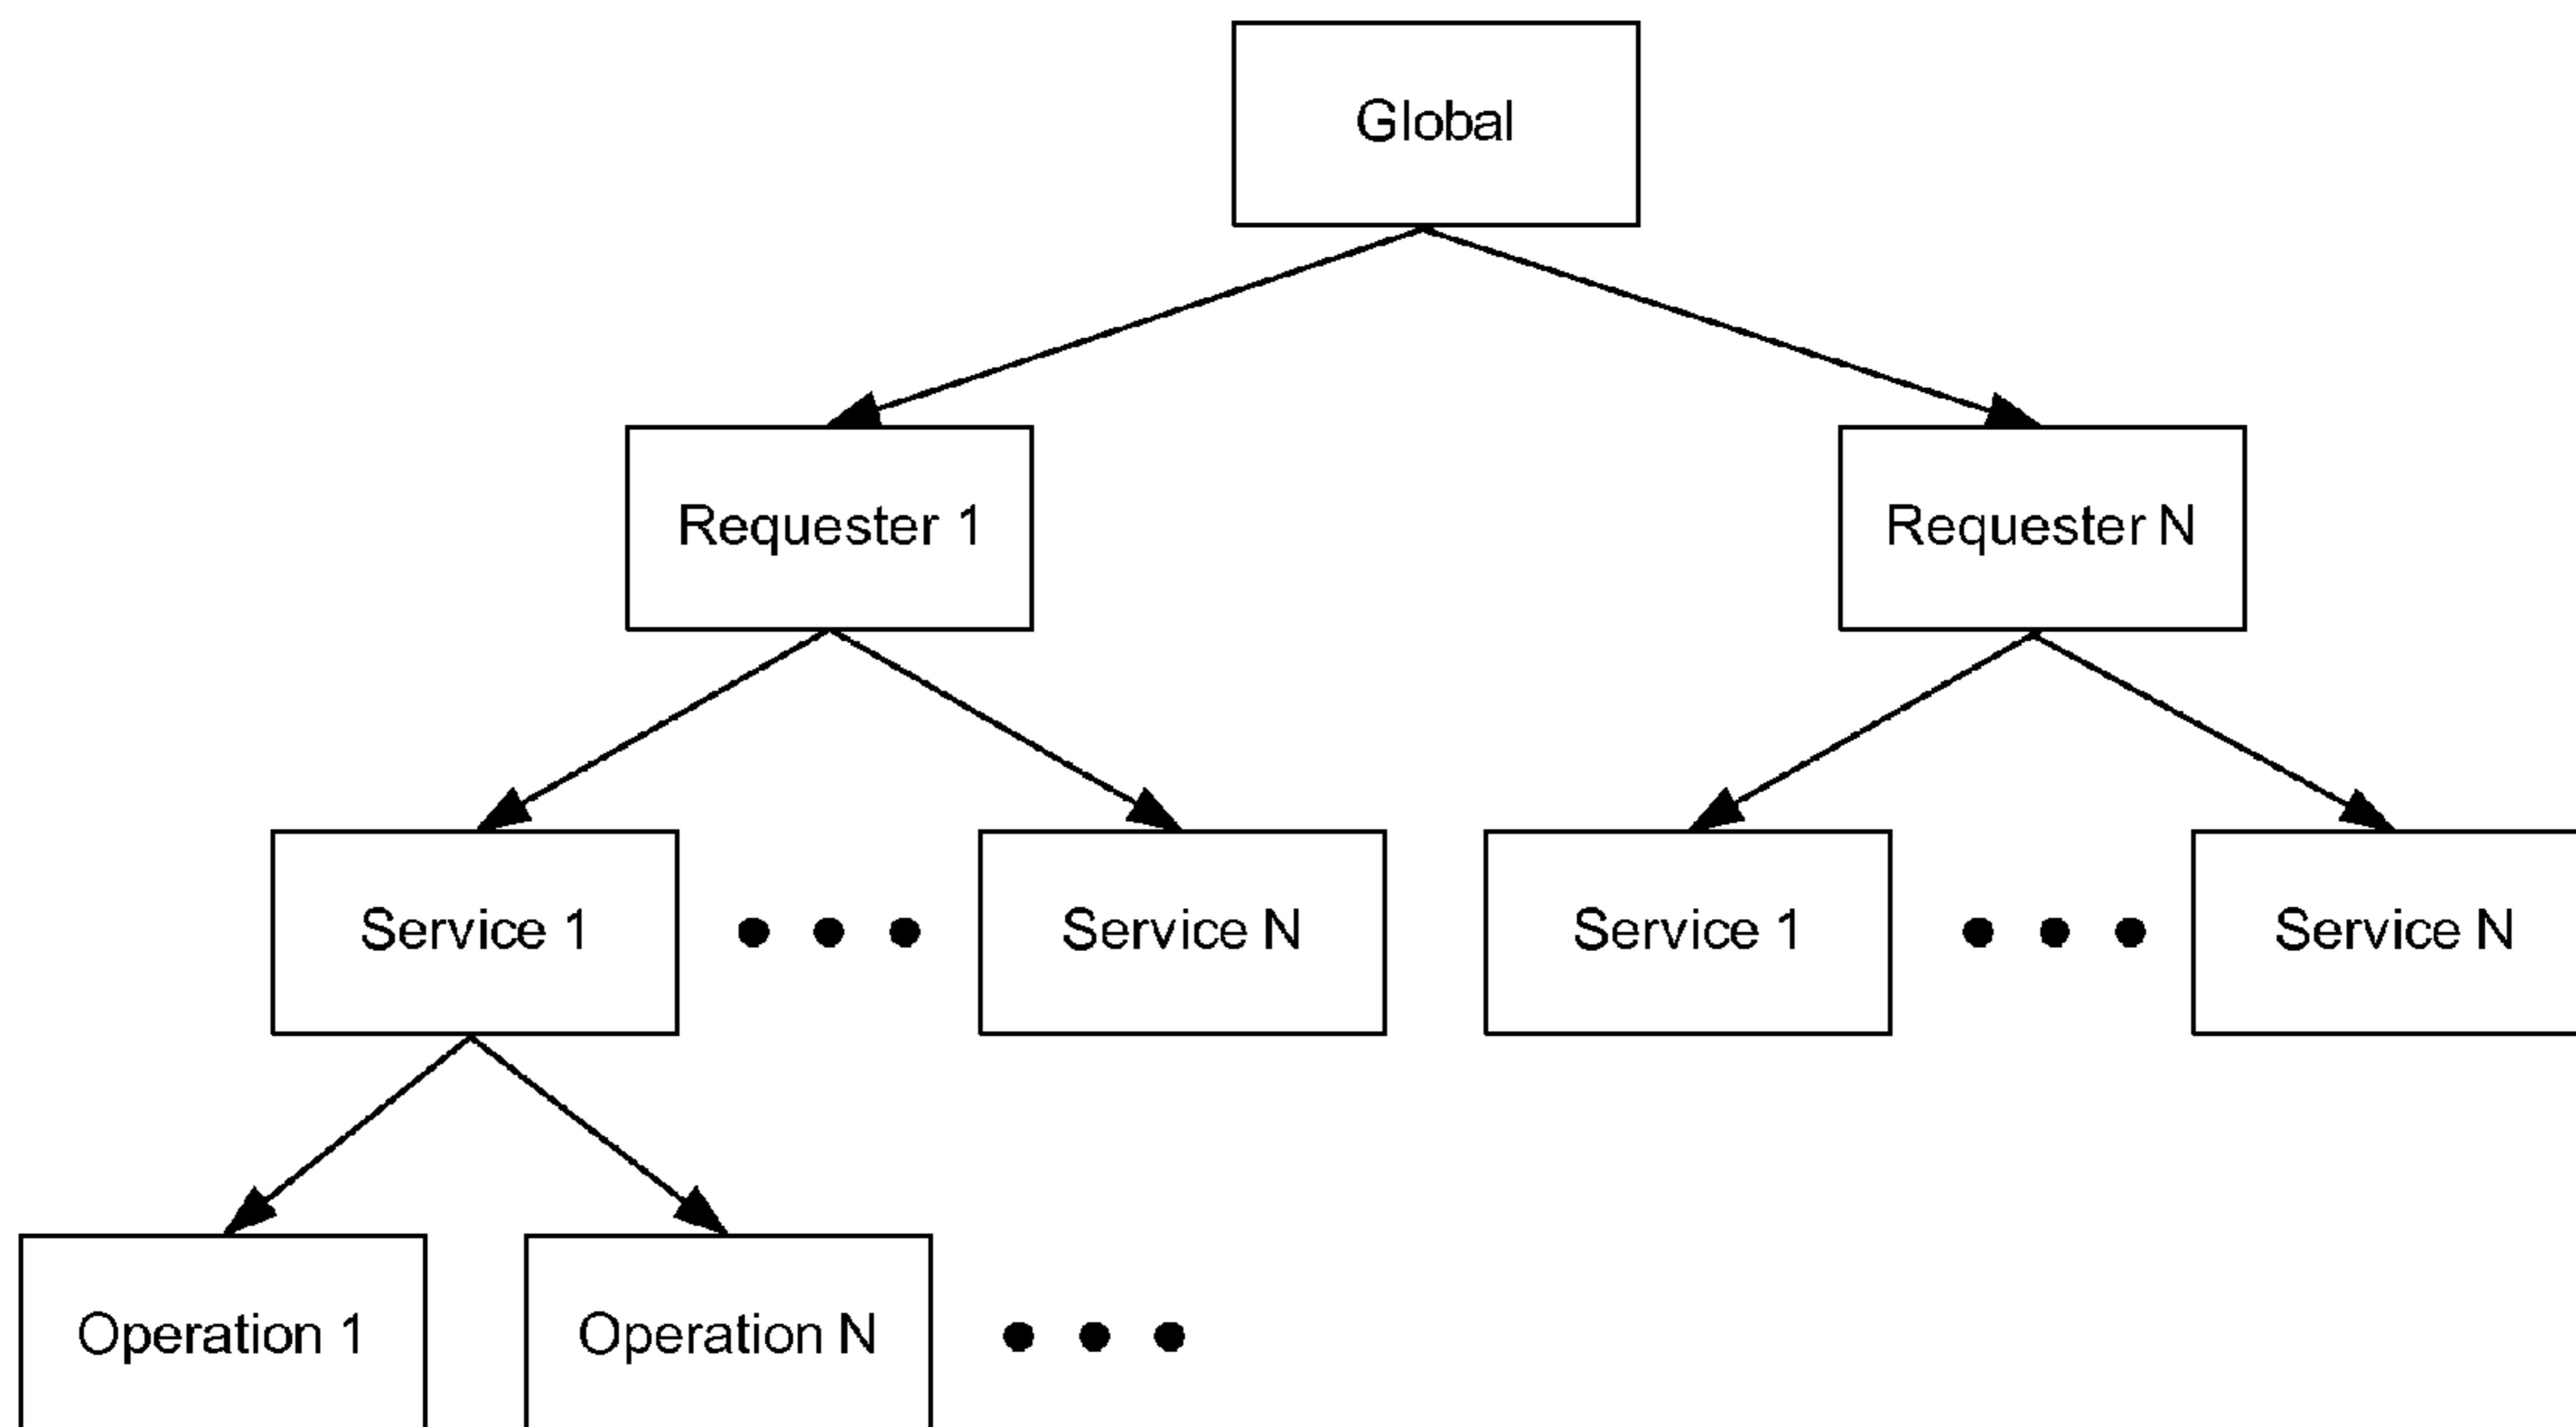 Global
Requester 1
Requester N
Service 1
Service N
Service 1
Service N
Operation 1
Operation N